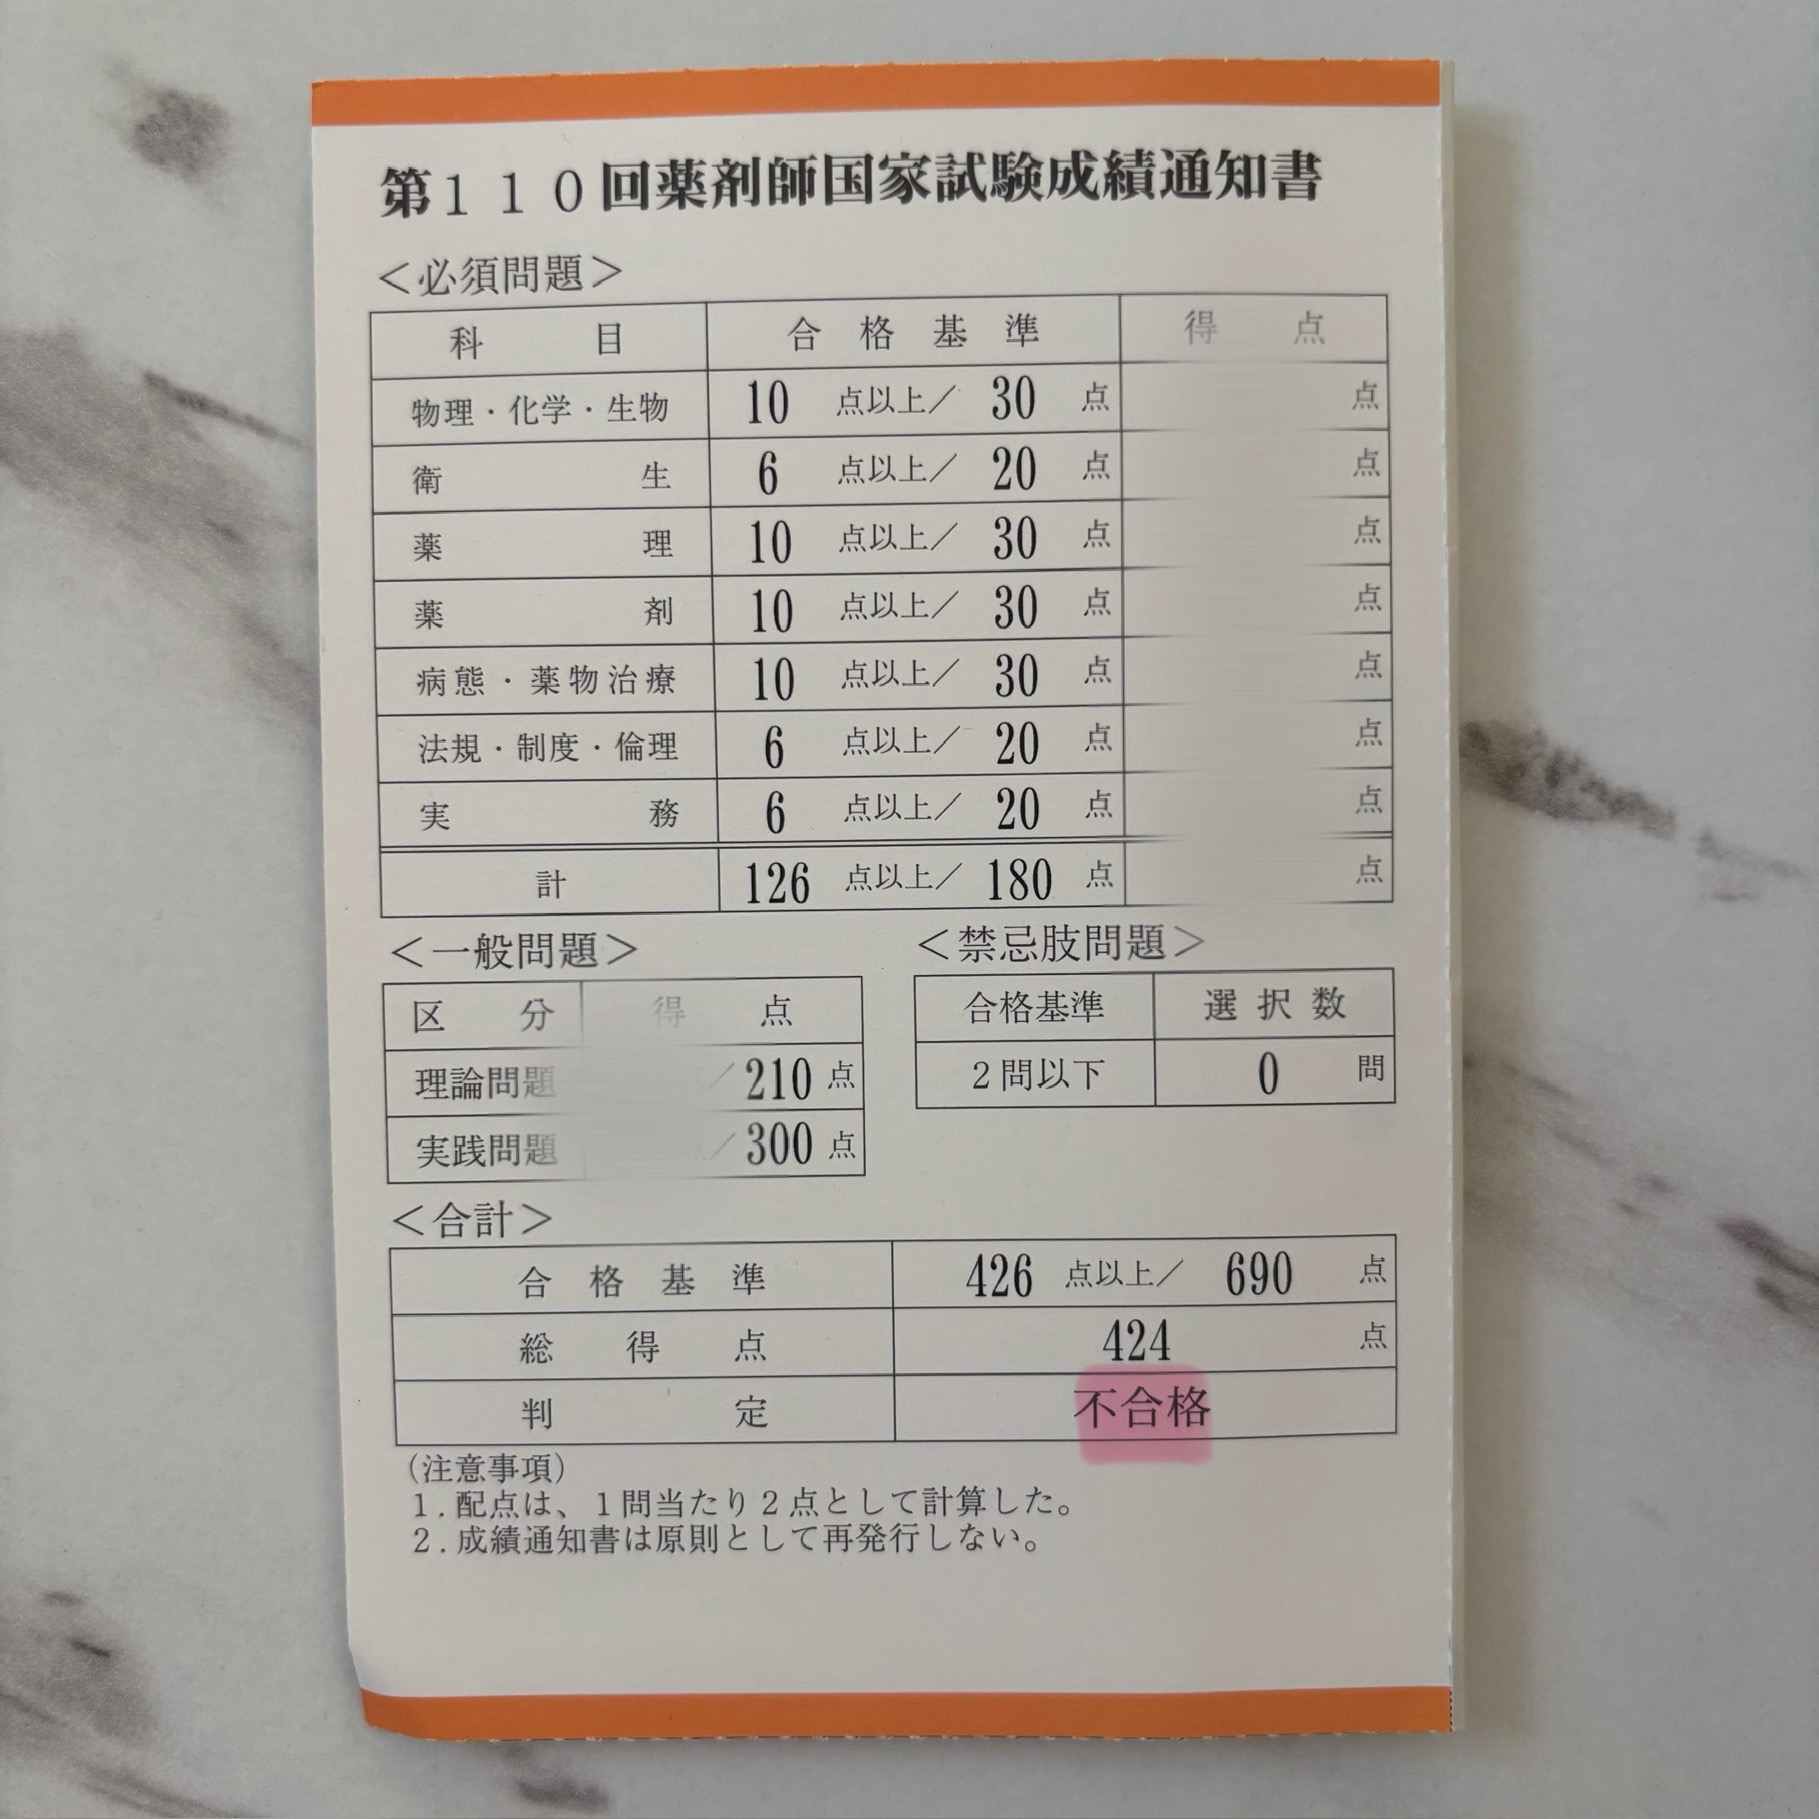 第110回薬剤師国家試験成績通知書
＜必須問題＞
科目 合格基準 得点
物理・化学・生物 10 点以上／ 30 点 点
衛生 6 点以上／ 20 点 点
薬理 10 点以上／ 30 点 点
薬剤 10 点以上／ 30 点 点
病態・薬物治療 10 点以上／ 30 点 点
法規・制度・倫理 6 点以上／ 20 点 点
実務 6 点以上／ 20 点 点
計 126 点以上／ 180 点 点
＜一般問題＞
区分 得点
理論問題 ／210 点
実践問題 ／300 点
＜禁忌肢問題＞
合格基準 選択数
2問以下 0 問
＜合計＞
合格基準 426 点以上／ 690 点
総得点 424 点
判定 不合格
（注意事項）
1．配点は、1問当たり2点として計算した。
2．成績通知書は原則として再発行しない。